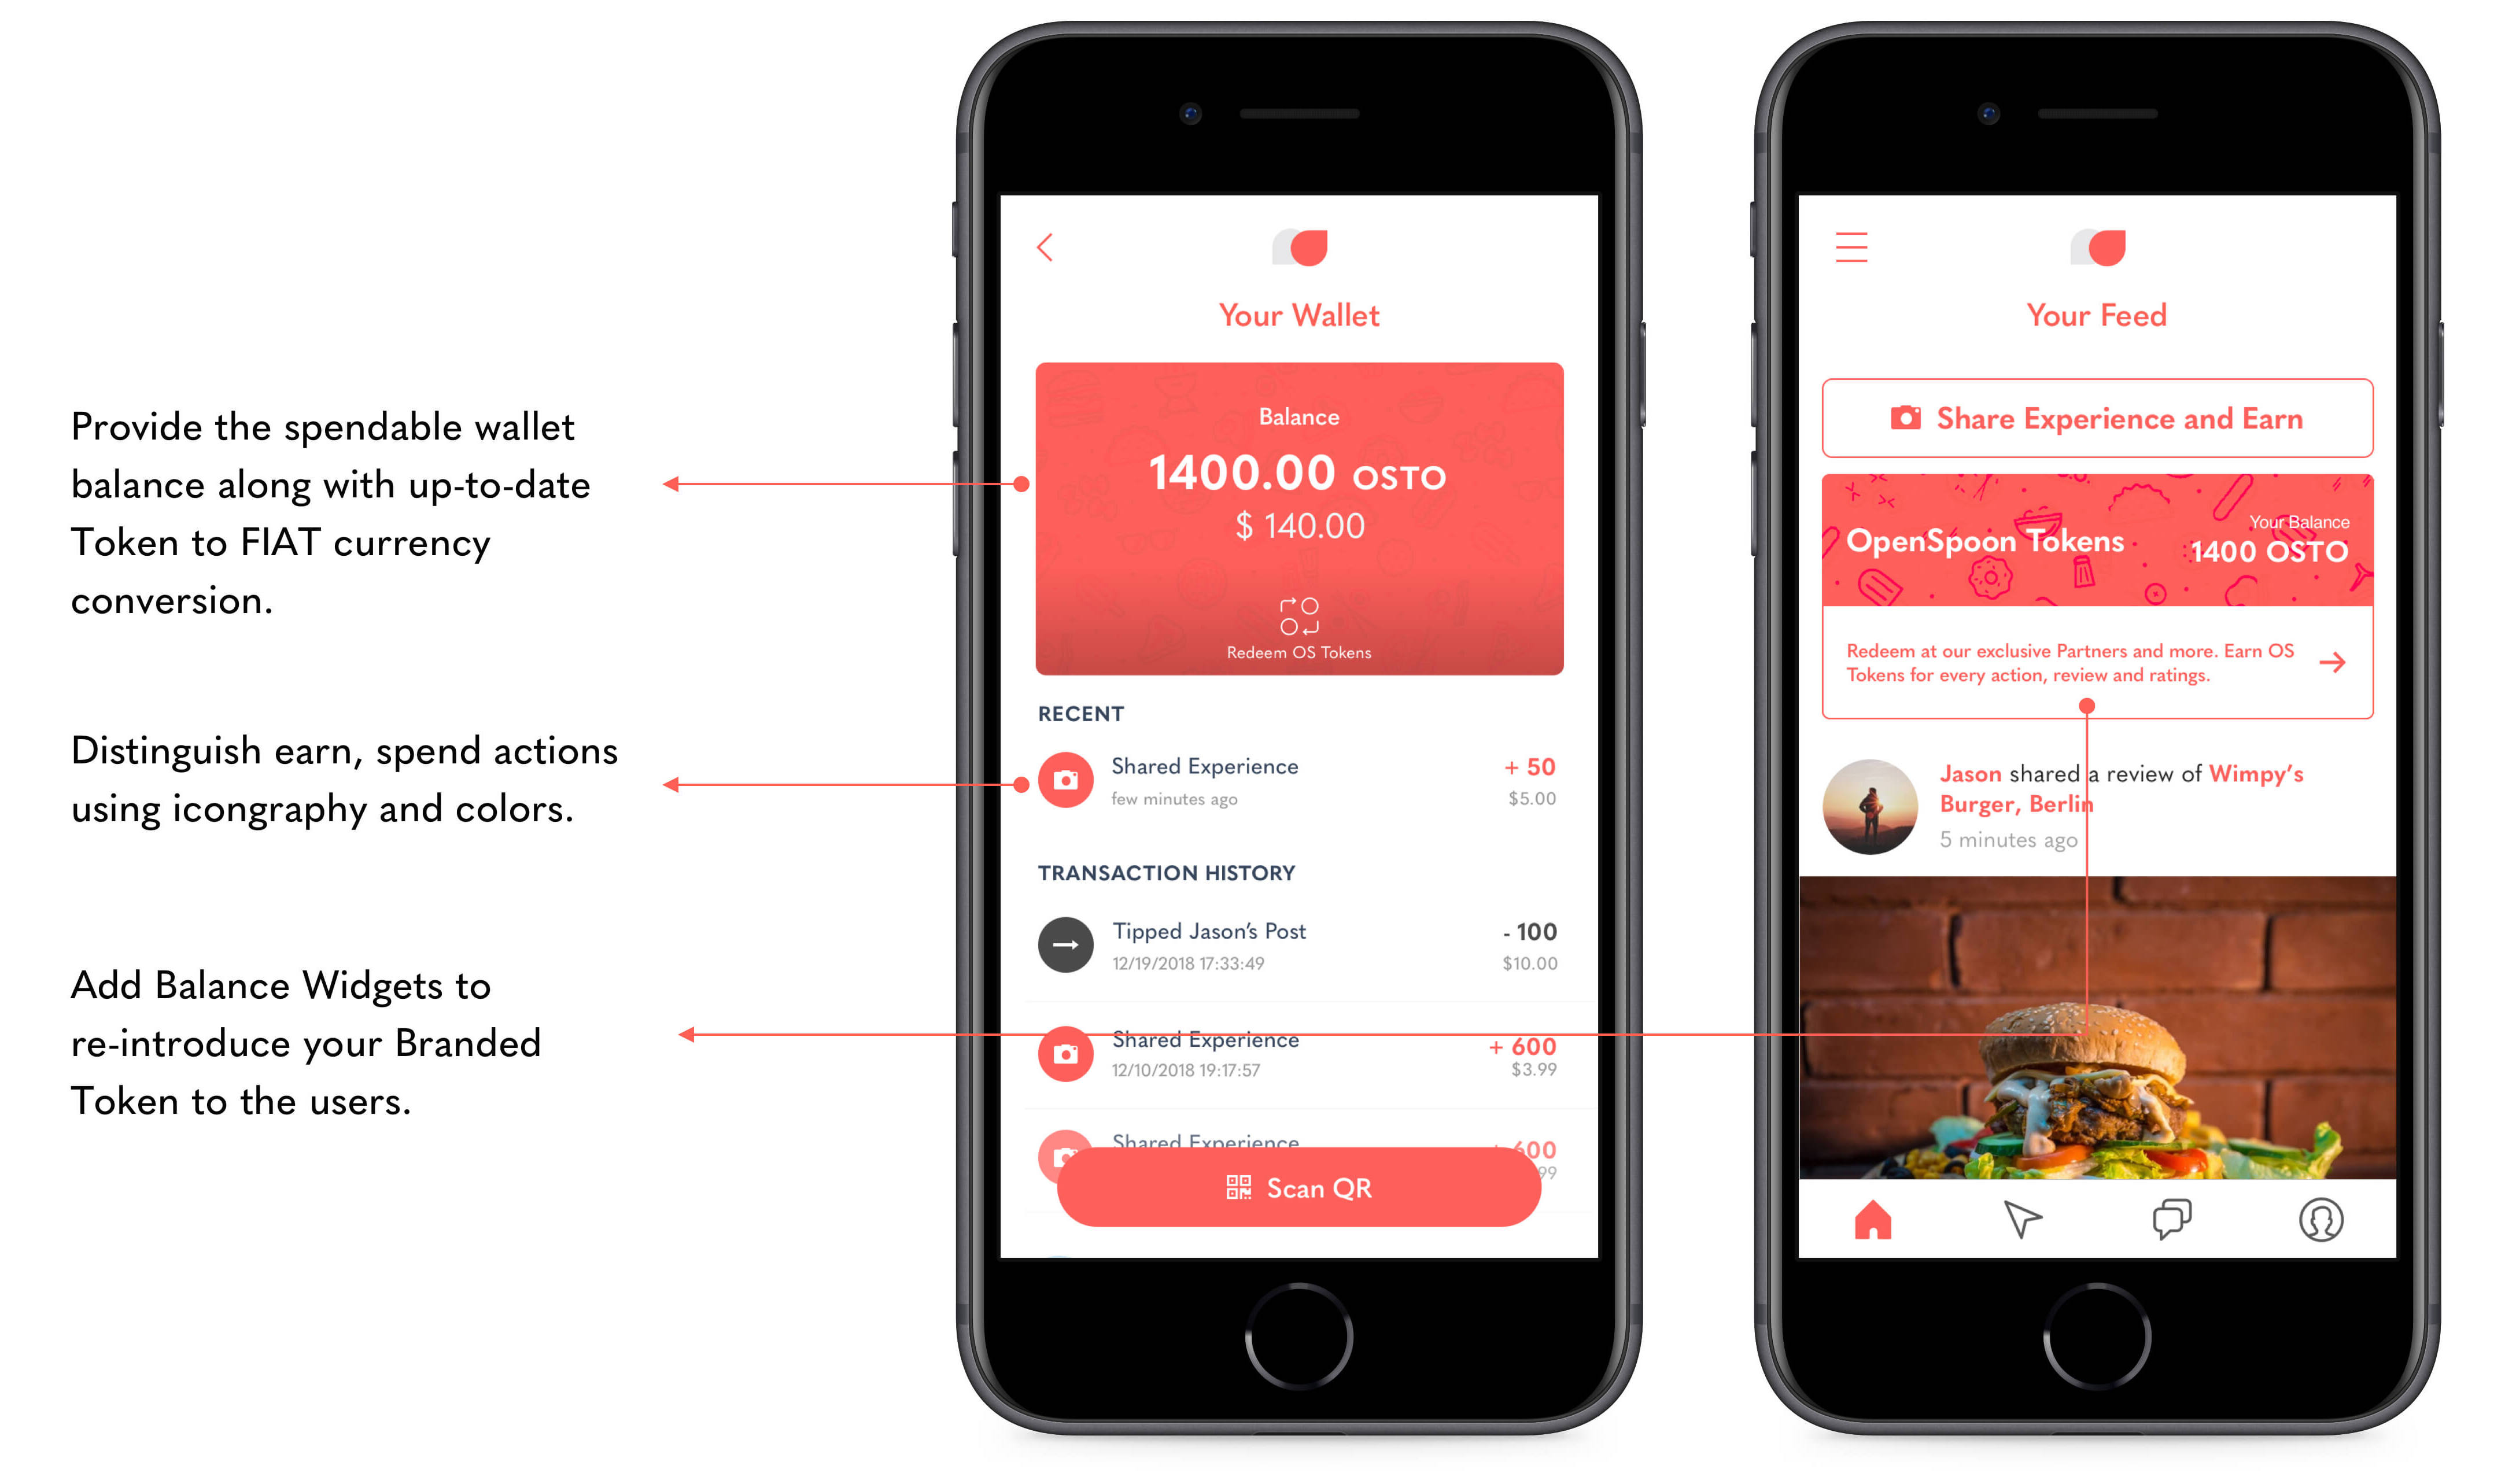 Provide the spendable wallet
balance along with up-to-date
Token to FIAT currency
conversion.
Distinguish earn, spend actions
using icongraphy and colors.
Add Balance Widgets to
re-introduce your Branded
Token to the users.
Your Wallet
Balance
1400.00 OSTO
$ 140.00
Redeem OS Tokens
RECENT
Shared Experience
+ 50
few minutes ago
$5.00
TRANSACTION HISTORY
Tipped Jason's Post
- 100
12/19/2018 17:33:49
$10.00
Shared Experience
+ 600
12/10/2018 19:17:57
$3.99
Shared Experience
600
99
Scan QR
Your Feed
Share Experience and Earn
OpenSpoon Tokens
Your Balance
1400 OSTO
Redeem at our exclusive Partners and more. Earn OS
Tokens for every action, review and ratings.
Jason shared a review of Wimpy's
Burger, Berlin
5 minutes ago